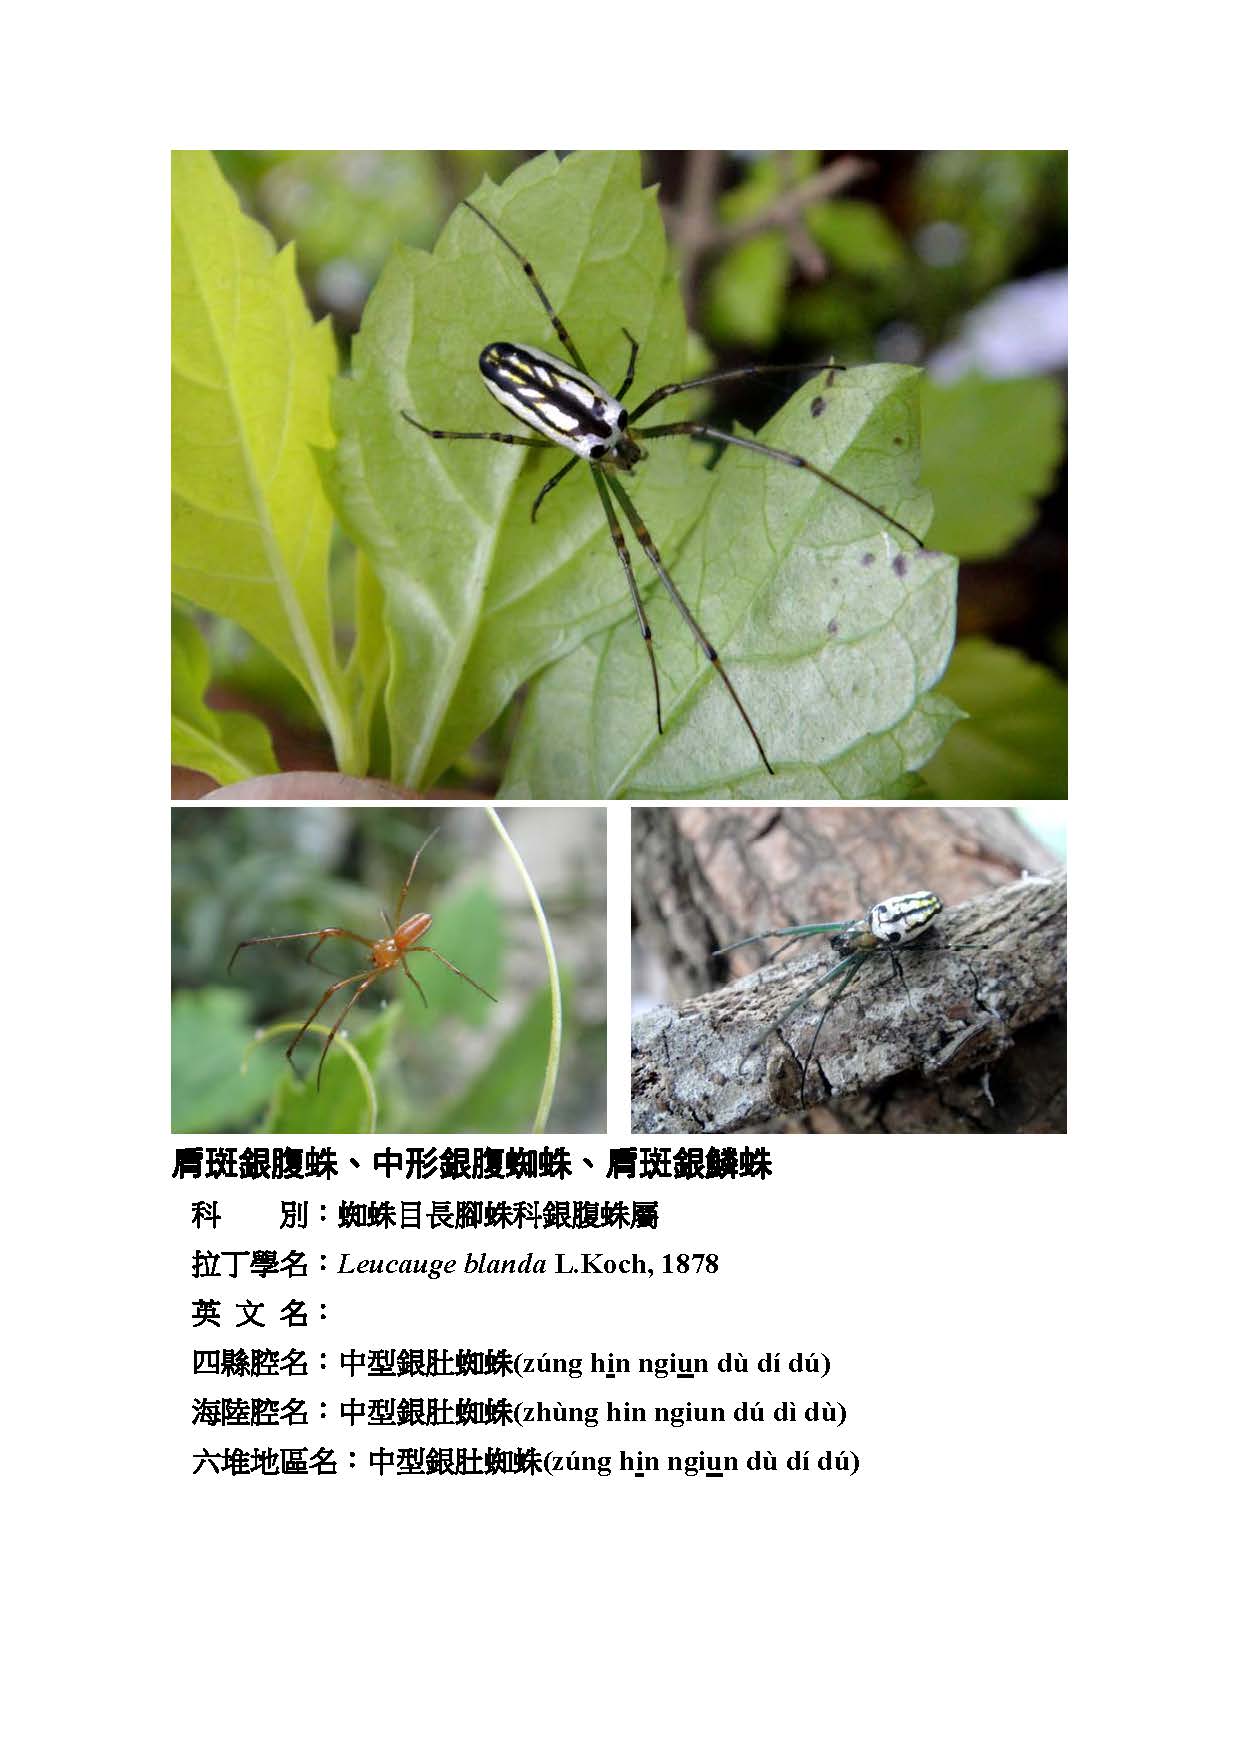 肩斑銀腹蛛、中形銀腹蜘蛛、肩斑銀鱗蛛
科　　別：蜘蛛目長腳蛛科銀腹蛛屬
拉丁學名：Leucauge blanda L.Koch, 1878
英 文 名：
四縣腔名：中型銀肚蜘蛛(zúng hin ngiun dù dí dú)
海陸腔名：中型銀肚蜘蛛(zhùng hin ngiun dú dì dù)
六堆地區名：中型銀肚蜘蛛(zúng hin ngiun dù dí dú)